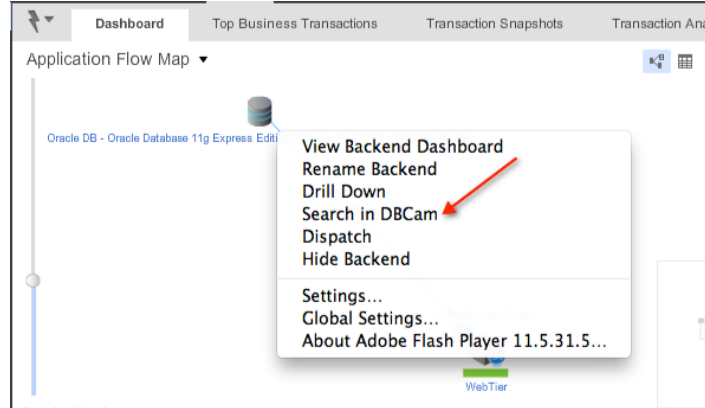 Dashboard Top Business Transactions Transaction Snapshots Transaction Ana
Application Flow Map
Oracle DB - Oracle Database 11g Express Editi
View Backend Dashboard
Rename Backend
Drill Down
Search in DBCam
Dispatch
Hide Backend
Settings...
Global Settings...
About Adobe Flash Player 11.5.31.5...
WebTier